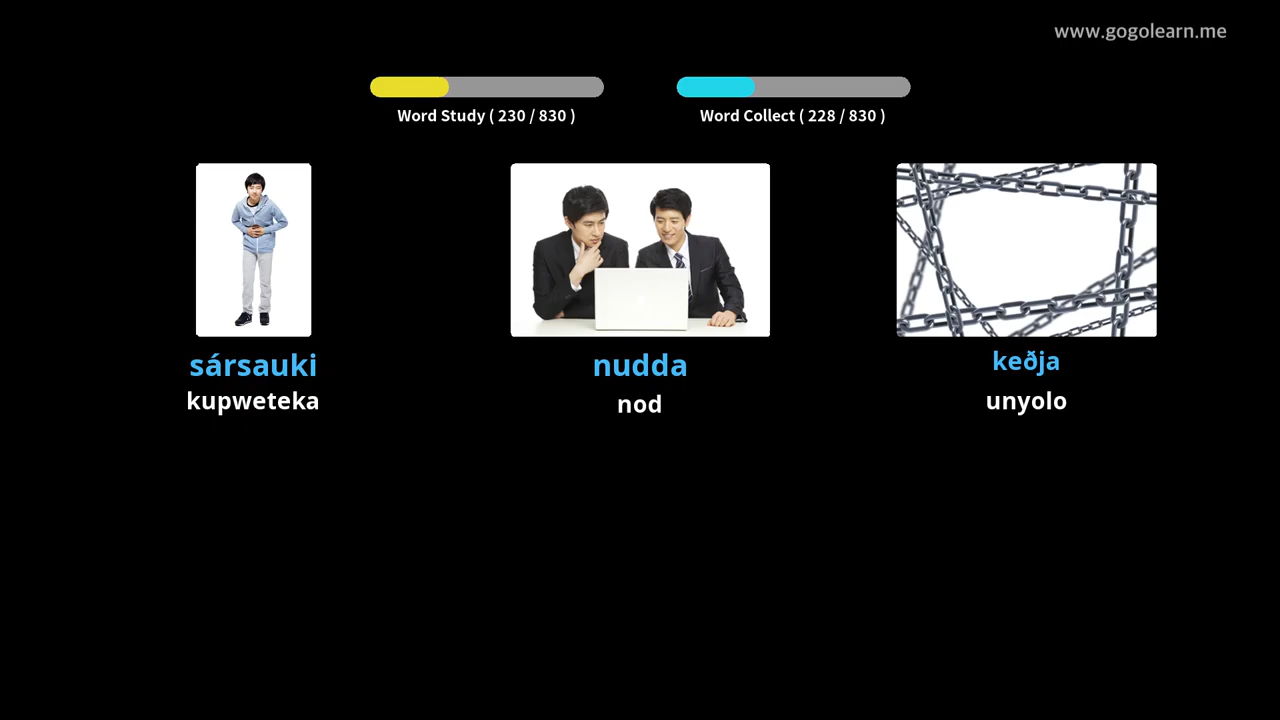 www.gogolearn.me
Word Study ( 230 / 830 )
Word Collect ( 228 / 830 )
sársauki
kupweteka
nudda
nod
keðja
unyolo